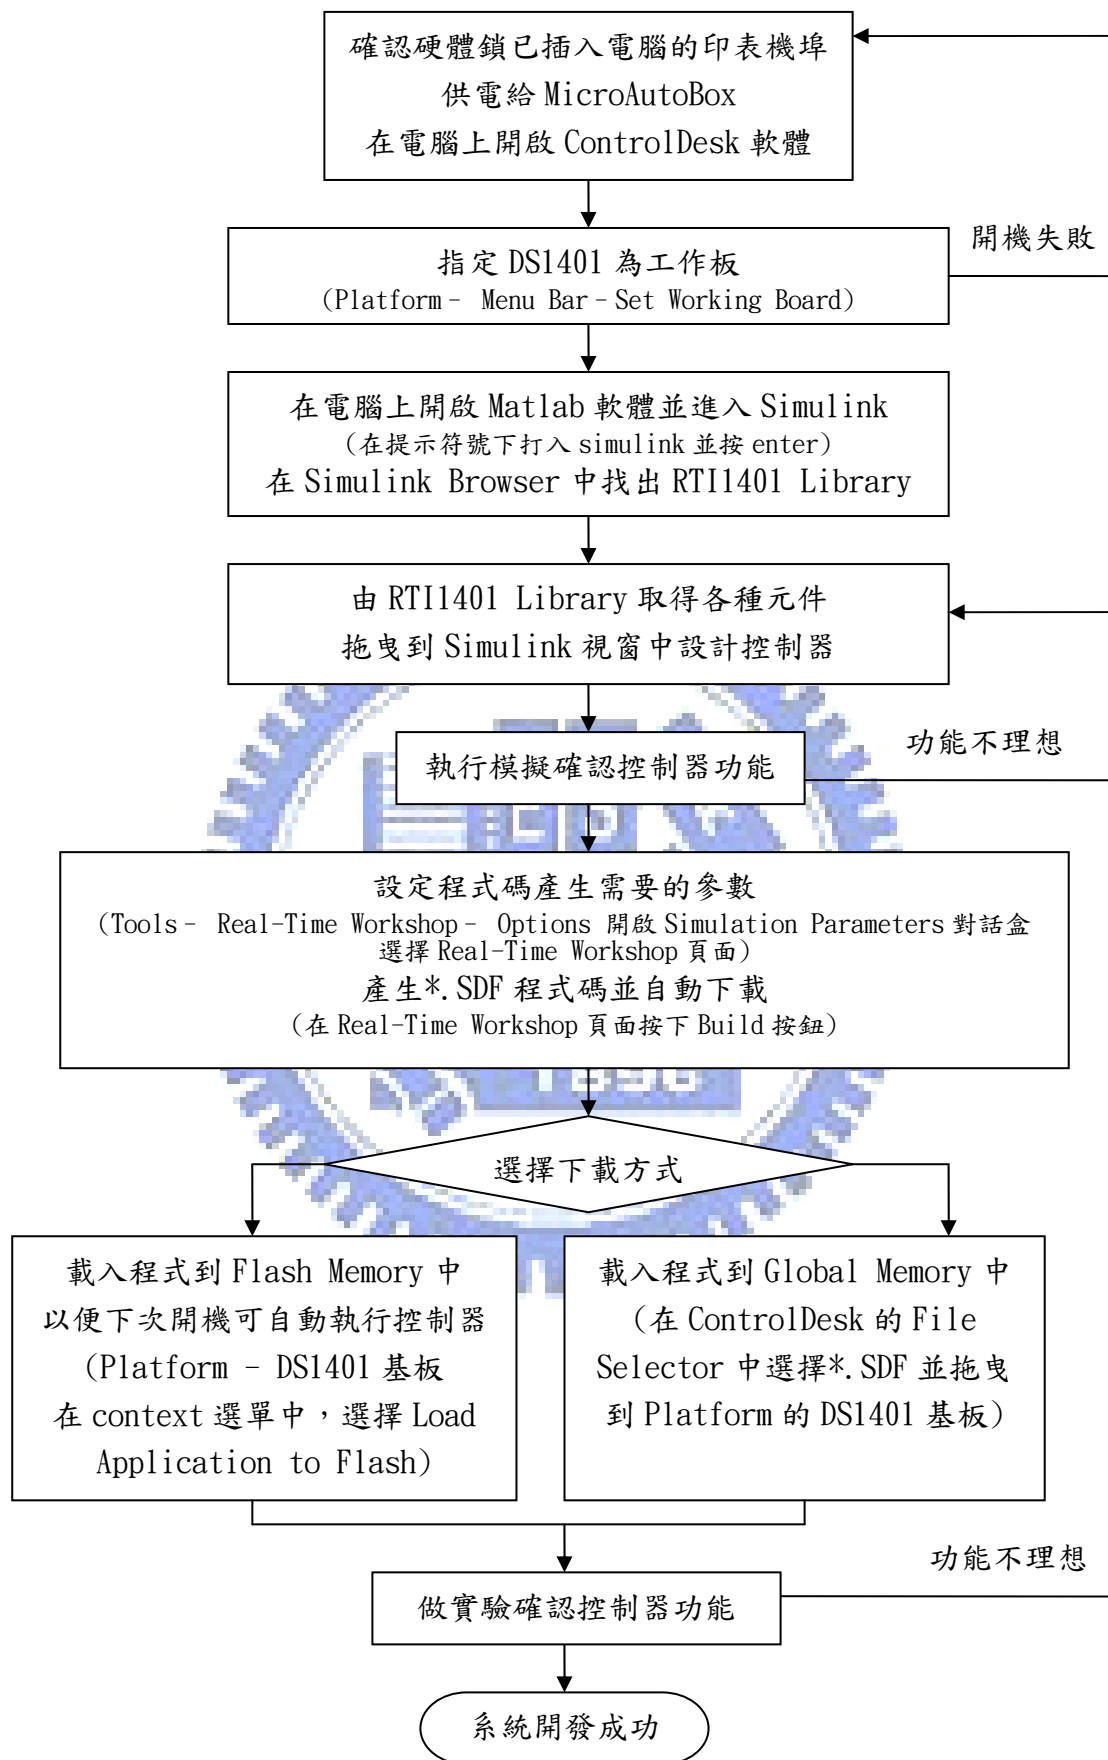 確認硬體鎖已插入電腦的印表機埠
供電給 MicroAutoBox
在電腦上開啟 ControlDesk 軟體
開機失敗
指定 DS1401 為工作板
(Platform - Menu Bar - Set Working Board)
在電腦上開啟 Matlab 軟體並進入 Simulink
(在提示符號下打入 simulink 並按 enter)
在 Simulink Browser 中找出 RTI1401 Library
由 RTI1401 Library 取得各種元件
拖曳到 Simulink 視窗中設計控制器
功能不理想
執行模擬確認控制器功能
設定程式碼產生需要的參數
(Tools - Real-Time Workshop - Options 開啟 Simulation Parameters 對話盒
選擇 Real-Time Workshop 頁面)
產生*.SDF 程式碼並自動下載
(在 Real-Time Workshop 頁面按下 Build 按鈕)
選擇下載方式
載入程式到 Flash Memory 中
以便下次開機可自動執行控制器
(Platform - DS1401 基板
在 context 選單中，選擇 Load
Application to Flash)
載入程式到 Global Memory 中
(在 ControlDesk 的 File
Selector 中選擇*.SDF 並拖曳
到 Platform 的 DS1401 基板)
功能不理想
做實驗確認控制器功能
系統開發成功